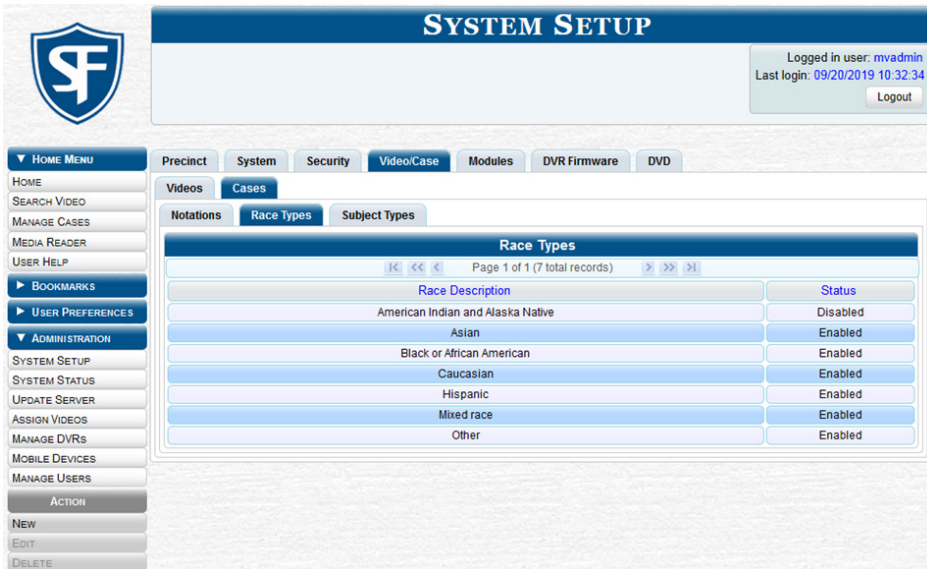 SF
SYSTEM SETUP
Logged in user: mvadmin
Last login: 09/20/2019 10:32:34
Logout
▼ HOME MENU
HOME
SEARCH VIDEO
MANAGE CASES
MEDIA READER
USER HELP
► BOOKMARKS
► USER PREFERENCES
▼ ADMINISTRATION
SYSTEM SETUP
SYSTEM STATUS
UPDATE SERVER
ASSIGN VIDEOS
MANAGE DVRS
MOBILE DEVICES
MANAGE USERS
ACTION
NEW
EDIT
DELETE
Precinct System Security Video/Case Modules DVR Firmware DVD
Videos Cases
Notations Race Types Subject Types
Race Types
|< << < Page 1 of 1 (7 total records) > >> >|
Race Description Status
American Indian and Alaska Native Disabled
Asian Enabled
Black or African American Enabled
Caucasian Enabled
Hispanic Enabled
Mixed race Enabled
Other Enabled